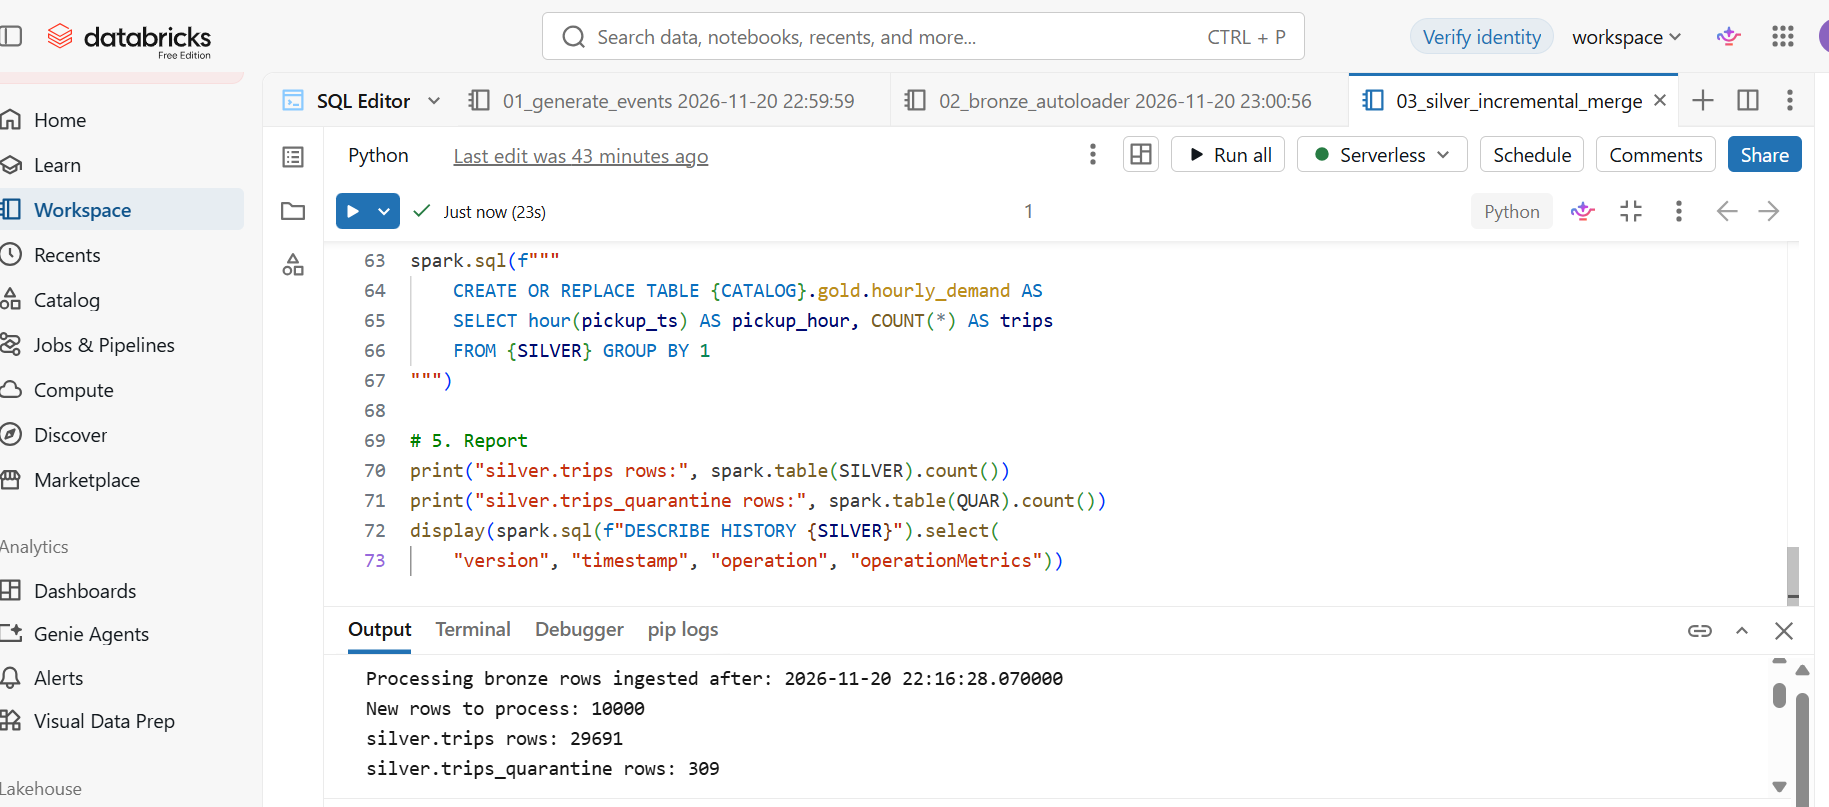 databricks
Free Edition
Search data, notebooks, recents, and more...
CTRL + P
Verify identity
workspace
Home
Learn
Workspace
Recents
Catalog
Jobs & Pipelines
Compute
Discover
Marketplace
Analytics
Dashboards
Genie Agents
Alerts
Visual Data Prep
Lakehouse
SQL Editor
01_generate_events 2026-11-20 22:59:59
02_bronze_autoloader 2026-11-20 23:00:56
03_silver_incremental_merge
Python
Last edit was 43 minutes ago
Run all
Serverless
Schedule
Comments
Share
Just now (23s)
1
Python
63 spark.sql(f"""
64     CREATE OR REPLACE TABLE {CATALOG}.gold.hourly_demand AS
65     SELECT hour(pickup_ts) AS pickup_hour, COUNT(*) AS trips
66     FROM {SILVER} GROUP BY 1
67 """)
68
69 # 5. Report
70 print("silver.trips rows:", spark.table(SILVER).count())
71 print("silver.trips_quarantine rows:", spark.table(QUAR).count())
72 display(spark.sql(f"DESCRIBE HISTORY {SILVER}").select(
73     "version", "timestamp", "operation", "operationMetrics"))
Output
Terminal
Debugger
pip logs
Processing bronze rows ingested after: 2026-11-20 22:16:28.070000
New rows to process: 10000
silver.trips rows: 29691
silver.trips_quarantine rows: 309